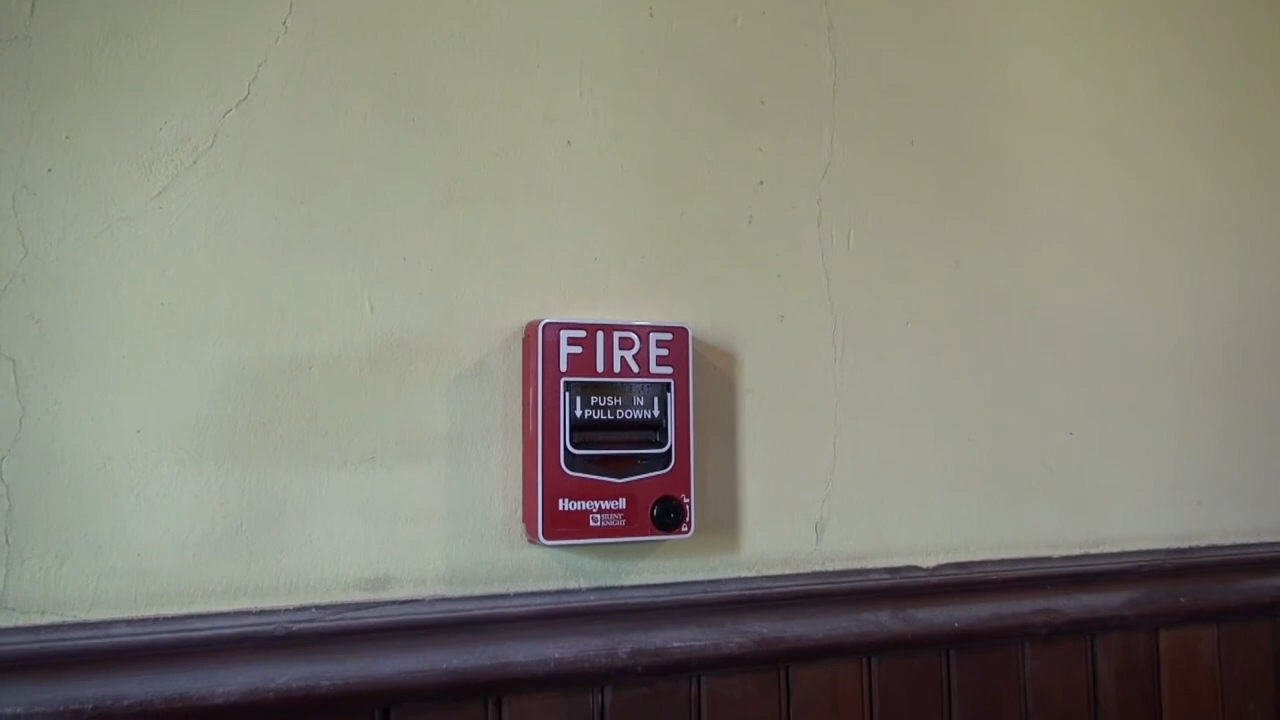 FIRE
PUSH IN
PULL DOWN
Honeywell
SILENT
KNIGHT